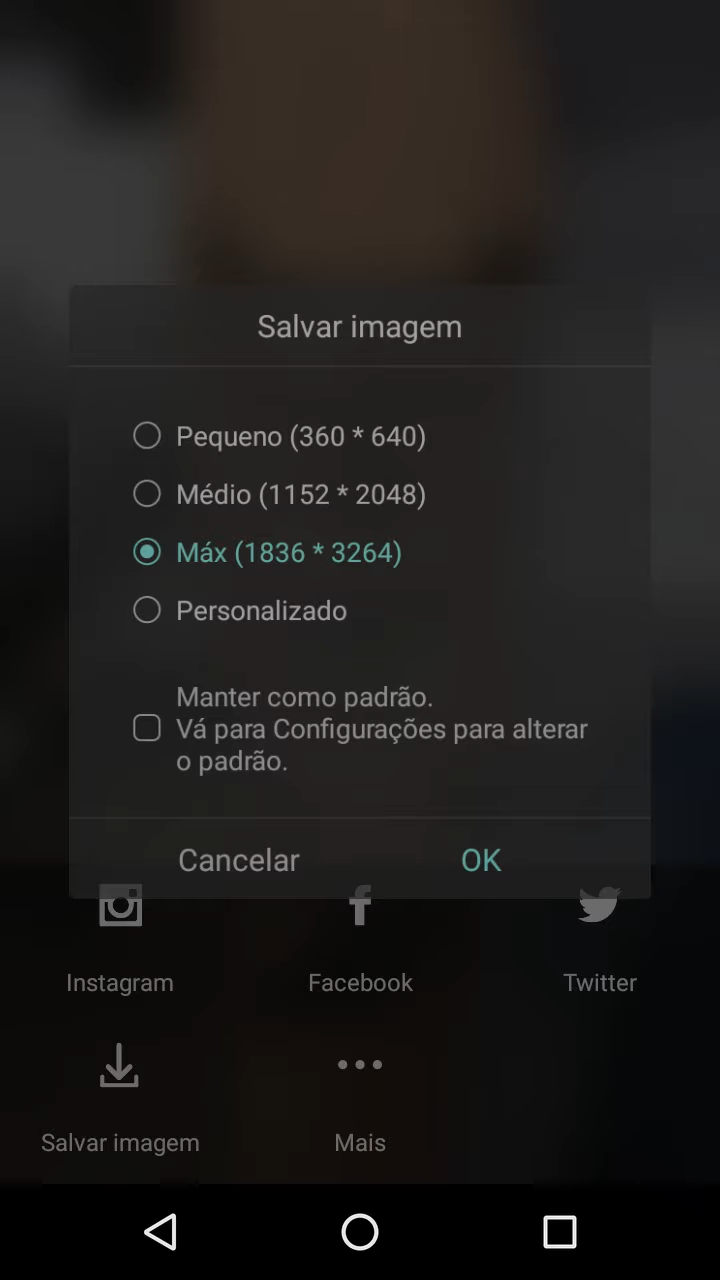 Salvar imagem
Pequeno (360 * 640)
Médio (1152 * 2048)
Máx (1836 * 3264)
Personalizado
Manter como padrão.
Vá para Configurações para alterar
o padrão.
Cancelar OK
Instagram Facebook Twitter
Salvar imagem Mais